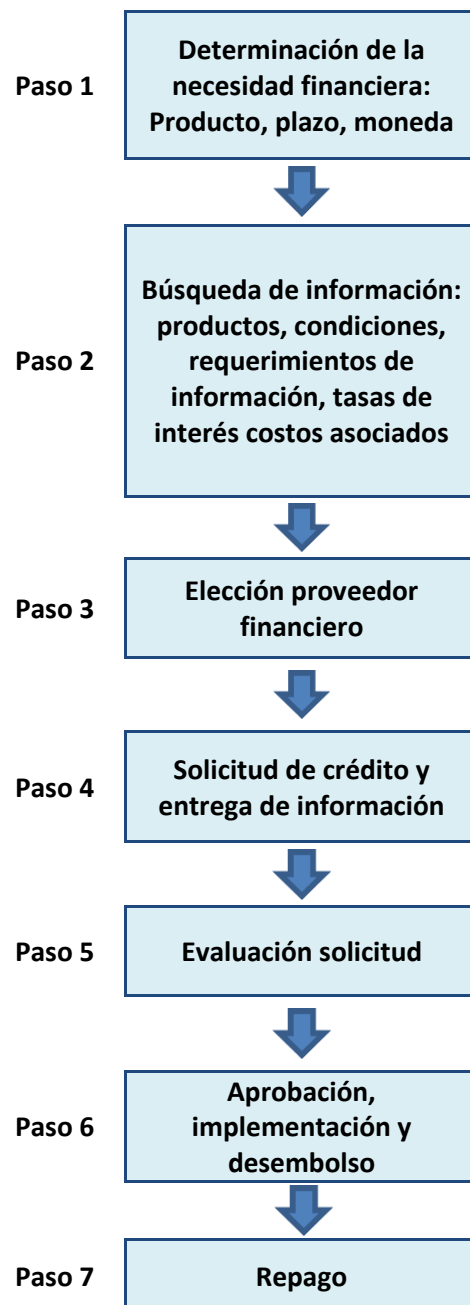 Paso 1
Determinación de la
necesidad financiera:
Producto, plazo, moneda
Paso 2
Búsqueda de información:
productos, condiciones,
requerimientos de
información, tasas de
interés costos asociados
Paso 3
Elección proveedor
financiero
Paso 4
Solicitud de crédito y
entrega de información
Paso 5
Evaluación solicitud
Paso 6
Aprobación,
implementación y
desembolso
Paso 7
Repago